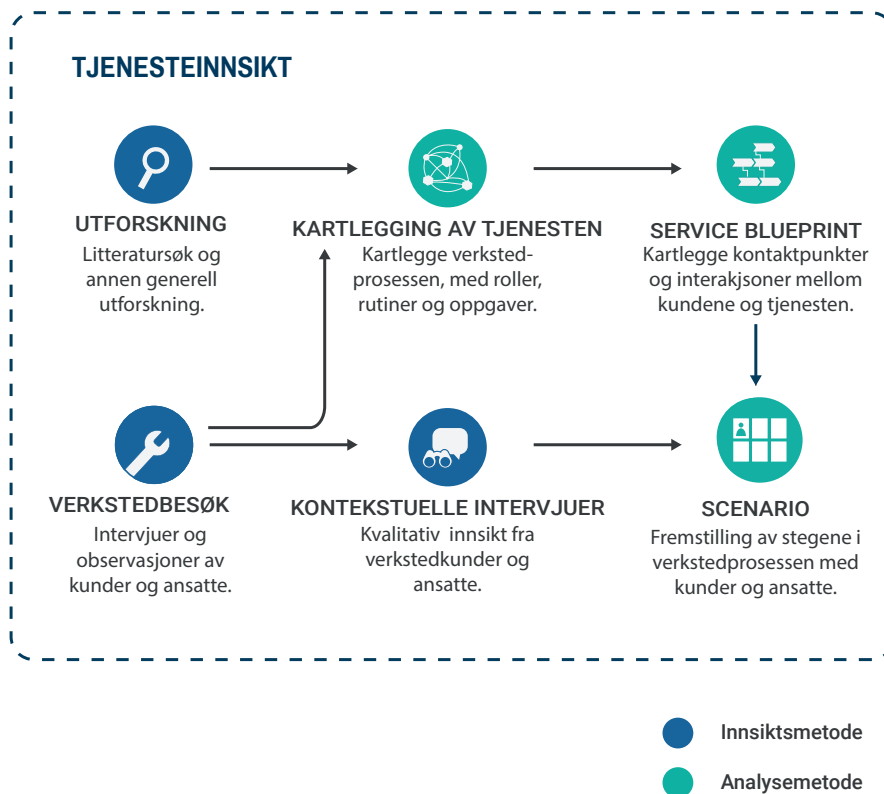 TJENESTEINNSIKT
UTFORSKNING
Litteratursøk og
annen generell
utforskning.
KARTLEGGING AV TJENESTEN
Kartlegge verksted-
prosessen, med roller,
rutiner og oppgaver.
SERVICE BLUEPRINT
Kartlegge kontaktpunkter
og interakjsoner mellom
kundene og tjenesten.
VERKSTEDBESØK
Intervjuer og
observasjoner av
kunder og ansatte.
KONTEKSTUELLE INTERVJUER
Kvalitativ innsikt fra
verkstedkunder og
ansatte.
SCENARIO
Fremstilling av stegene i
verkstedprosessen med
kunder og ansatte.
Innsiktsmetode
Analysemetode